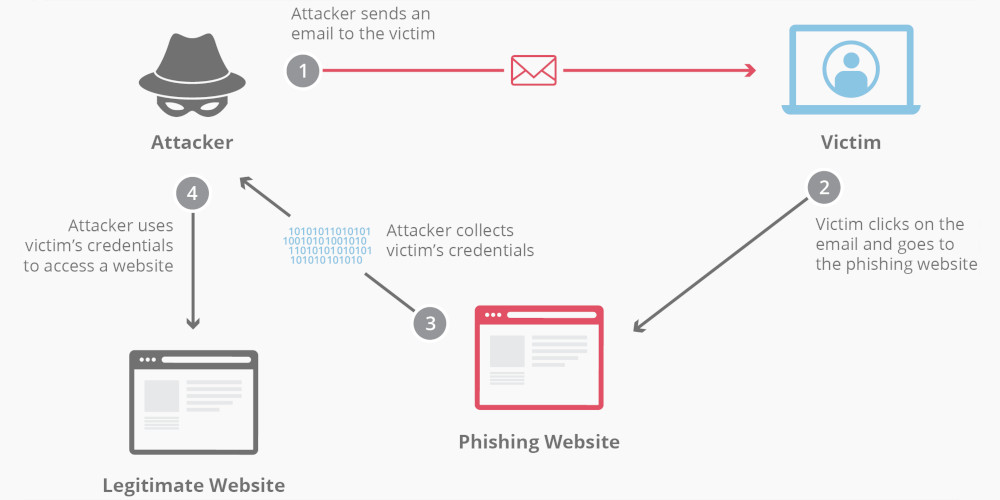 Attacker sends an
email to the victim
1
Attacker
Victim
2
Victim clicks on the
email and goes to
the phishing website
3
10101011010101
10010101001010
11010101010101
101010101010
Attacker collects
victim’s credentials
Phishing Website
4
Attacker uses
victim’s credentials
to access a website
Legitimate Website